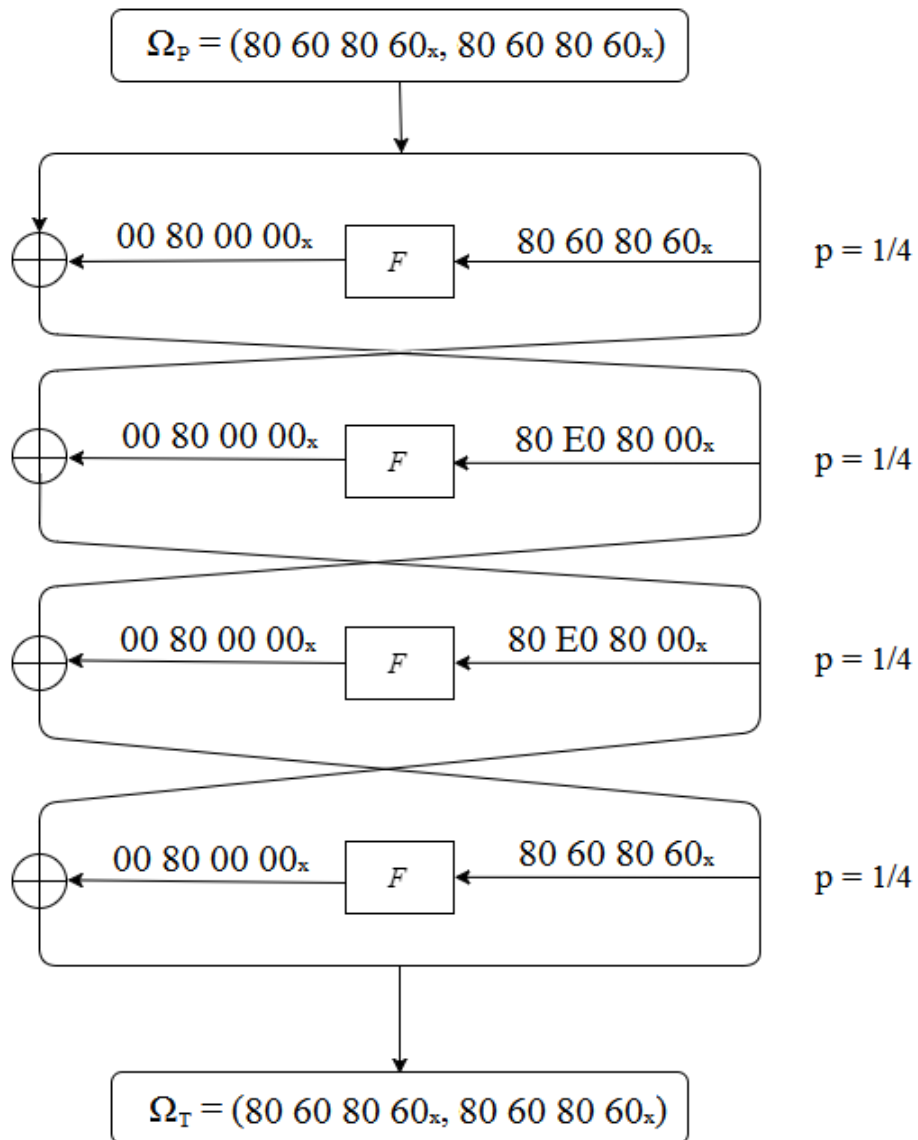 Ωₚ = (80 60 80 60ₓ, 80 60 80 60ₓ)
00 80 00 00ₓ F 80 60 80 60ₓ p = 1/4
00 80 00 00ₓ F 80 E0 80 00ₓ p = 1/4
00 80 00 00ₓ F 80 E0 80 00ₓ p = 1/4
00 80 00 00ₓ F 80 60 80 60ₓ p = 1/4
Ω_T = (80 60 80 60ₓ, 80 60 80 60ₓ)